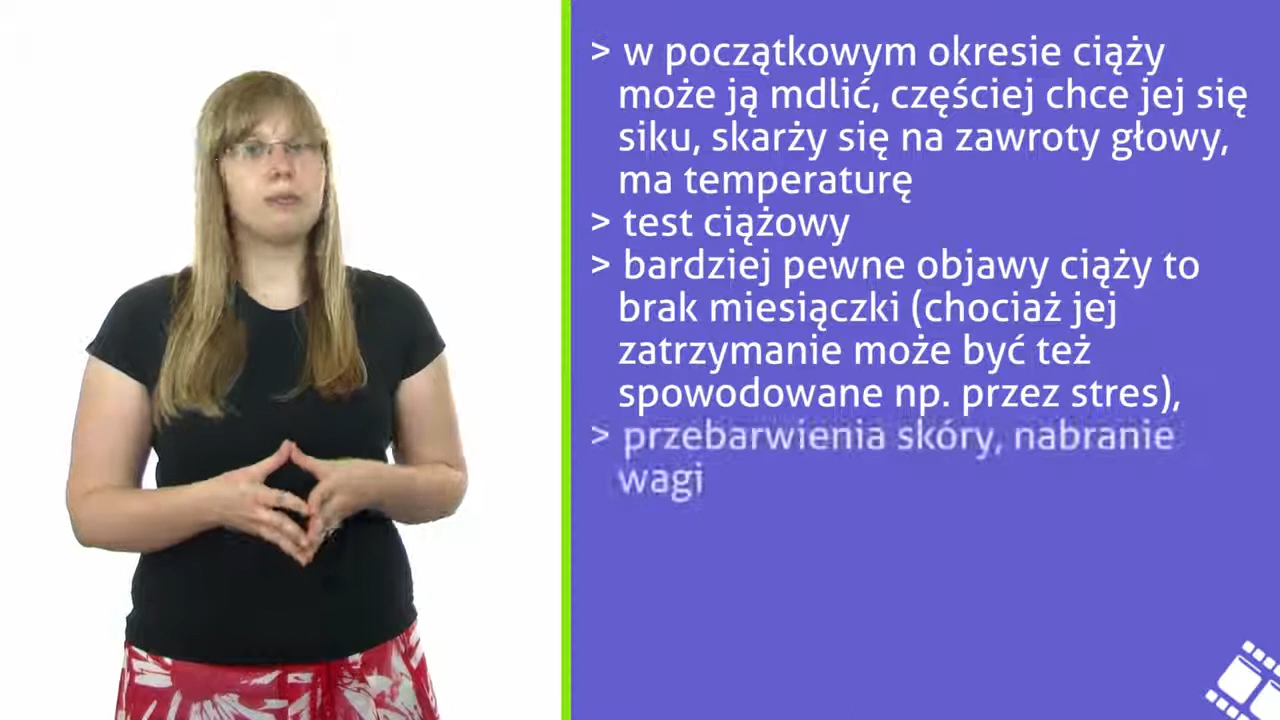 > w początkowym okresie ciąży
może ją mdlić, częściej chce jej się
siku, skarży się na zawroty głowy,
ma temperaturę
> test ciążowy
> bardziej pewne objawy ciąży to
brak miesiączki (chociaż jej
zatrzymanie może być też
spowodowane np. przez stres),
> przebarwienia skóry, nabranie
wagi